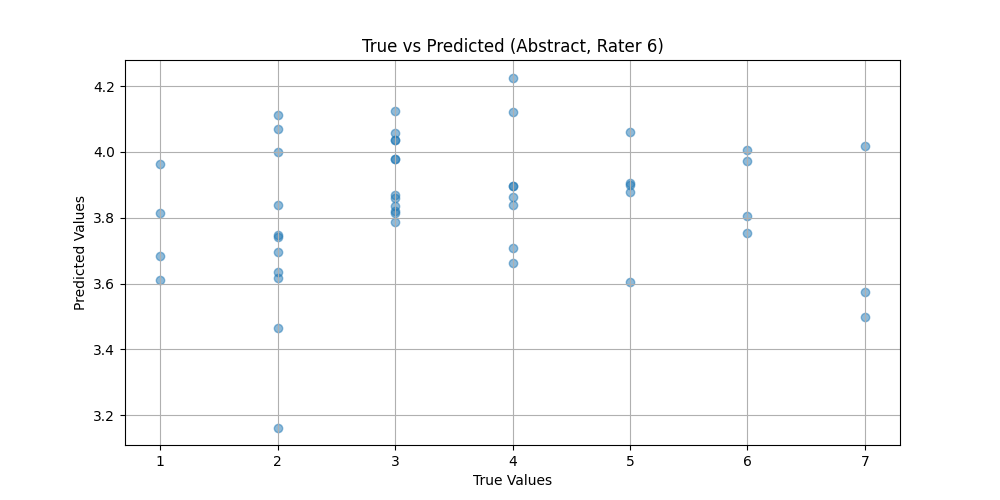 True vs Predicted (Abstract, Rater 6)
4.2
4.0
3.8
3.6
3.4
3.2
Predicted Values
1 2 3 4 5 6 7
True Values